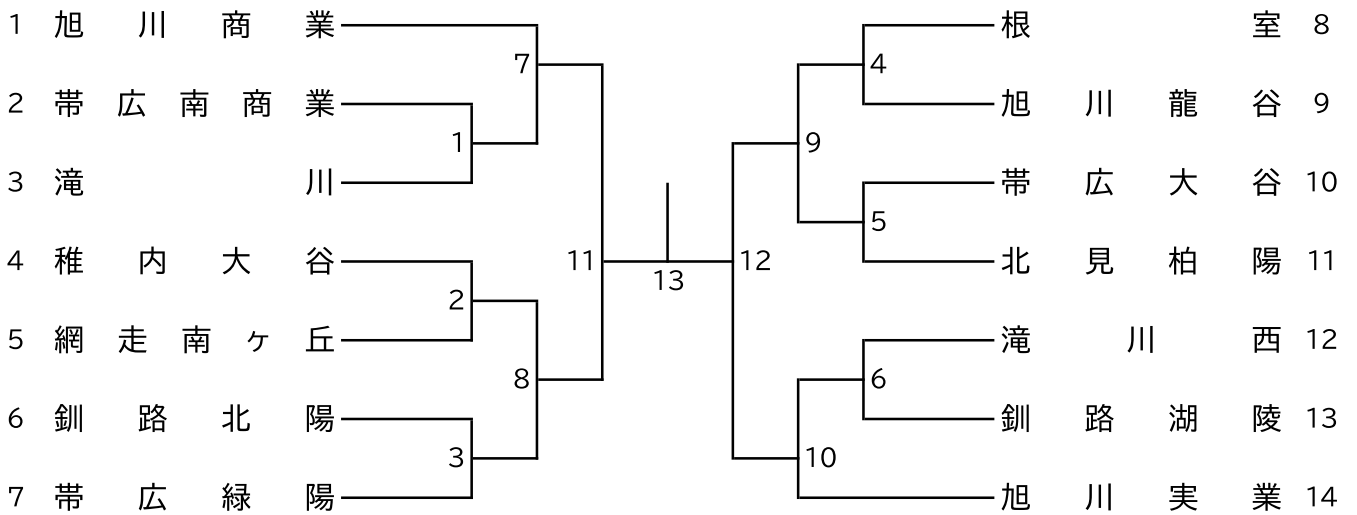 1 旭川商業
2 帯広南商業
3 滝川
4 稚内大谷
5 網走南ヶ丘
6 釧路北陽
7 帯広緑陽
7
1
2
8
3
11
13
12
4
9
5
6
10
根室 8
旭川龍谷 9
帯広大谷 10
北見柏陽 11
滝川西 12
釧路湖陵 13
旭川実業 14